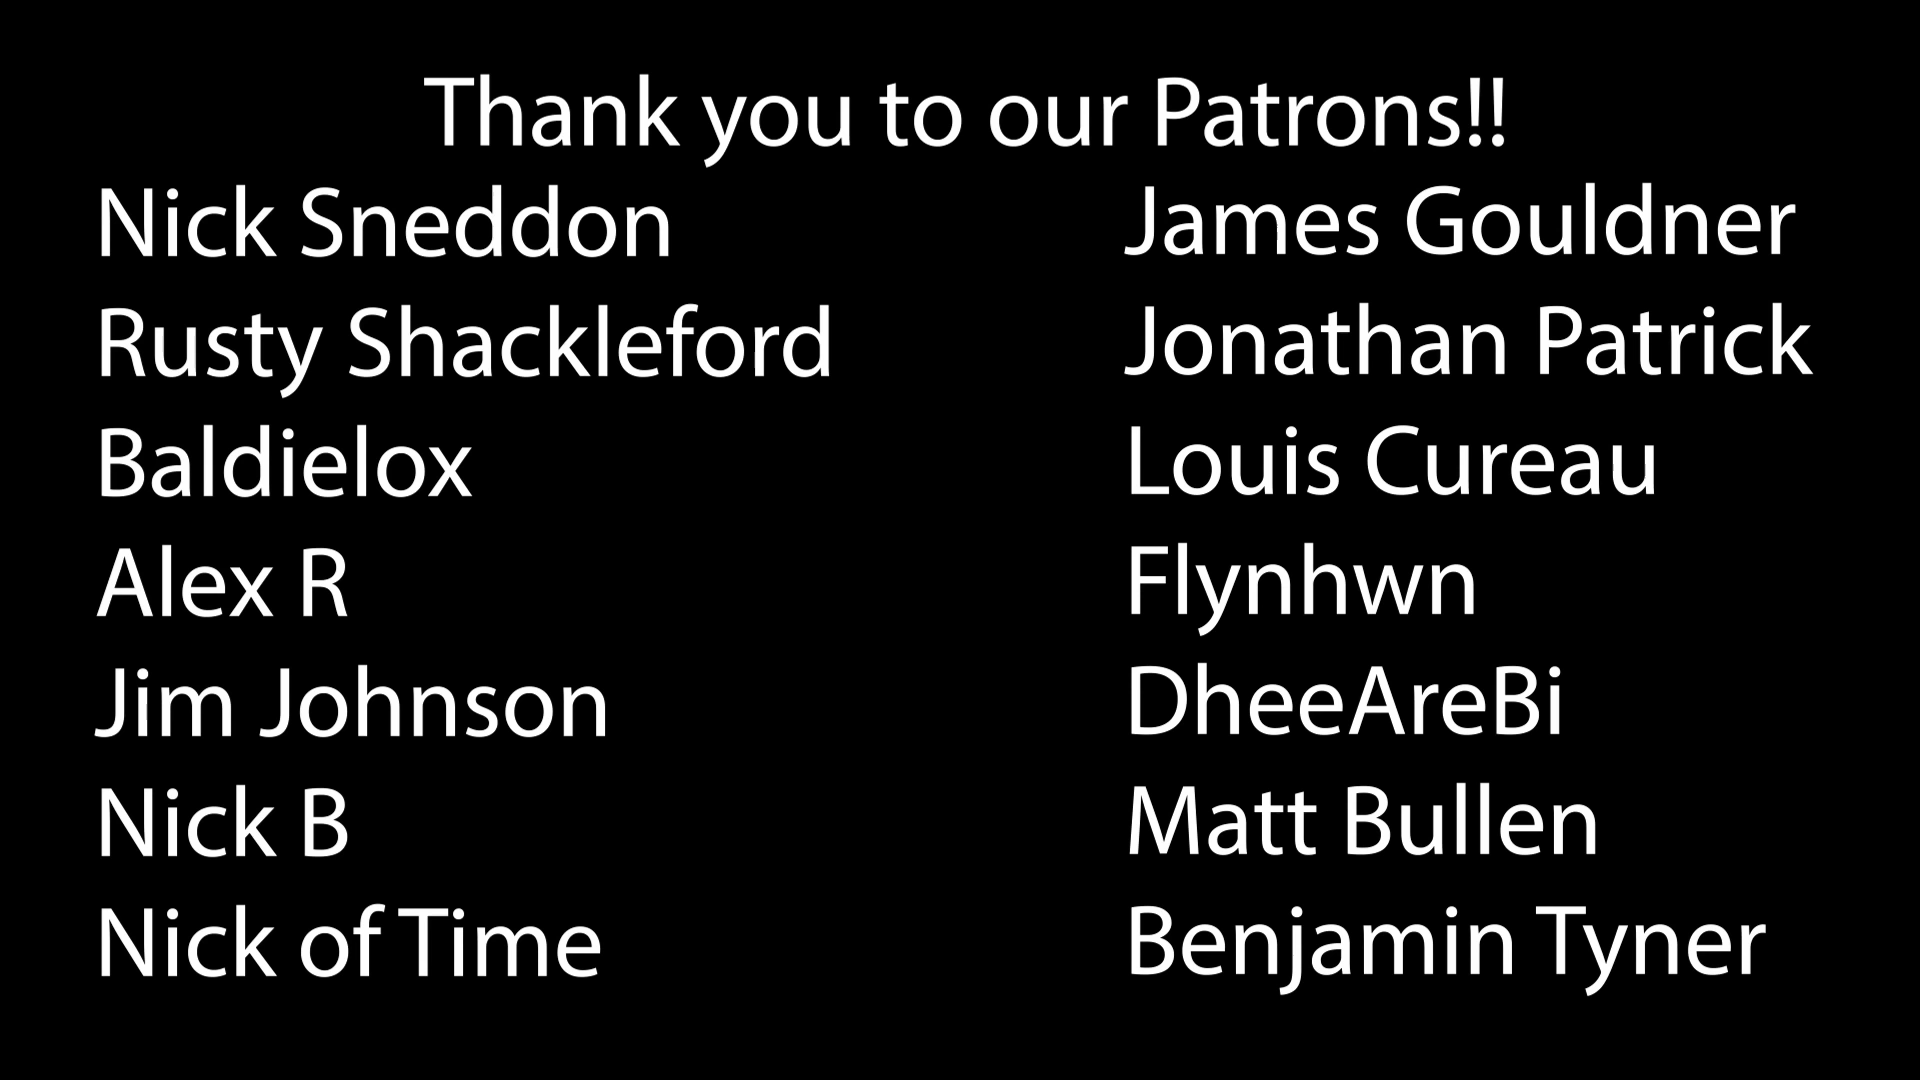 Thank you to our Patrons!!
Nick Sneddon
Rusty Shackleford
Baldielox
Alex R
Jim Johnson
Nick B
Nick of Time
James Gouldner
Jonathan Patrick
Louis Cureau
Flynhwn
DheeAreBi
Matt Bullen
Benjamin Tyner